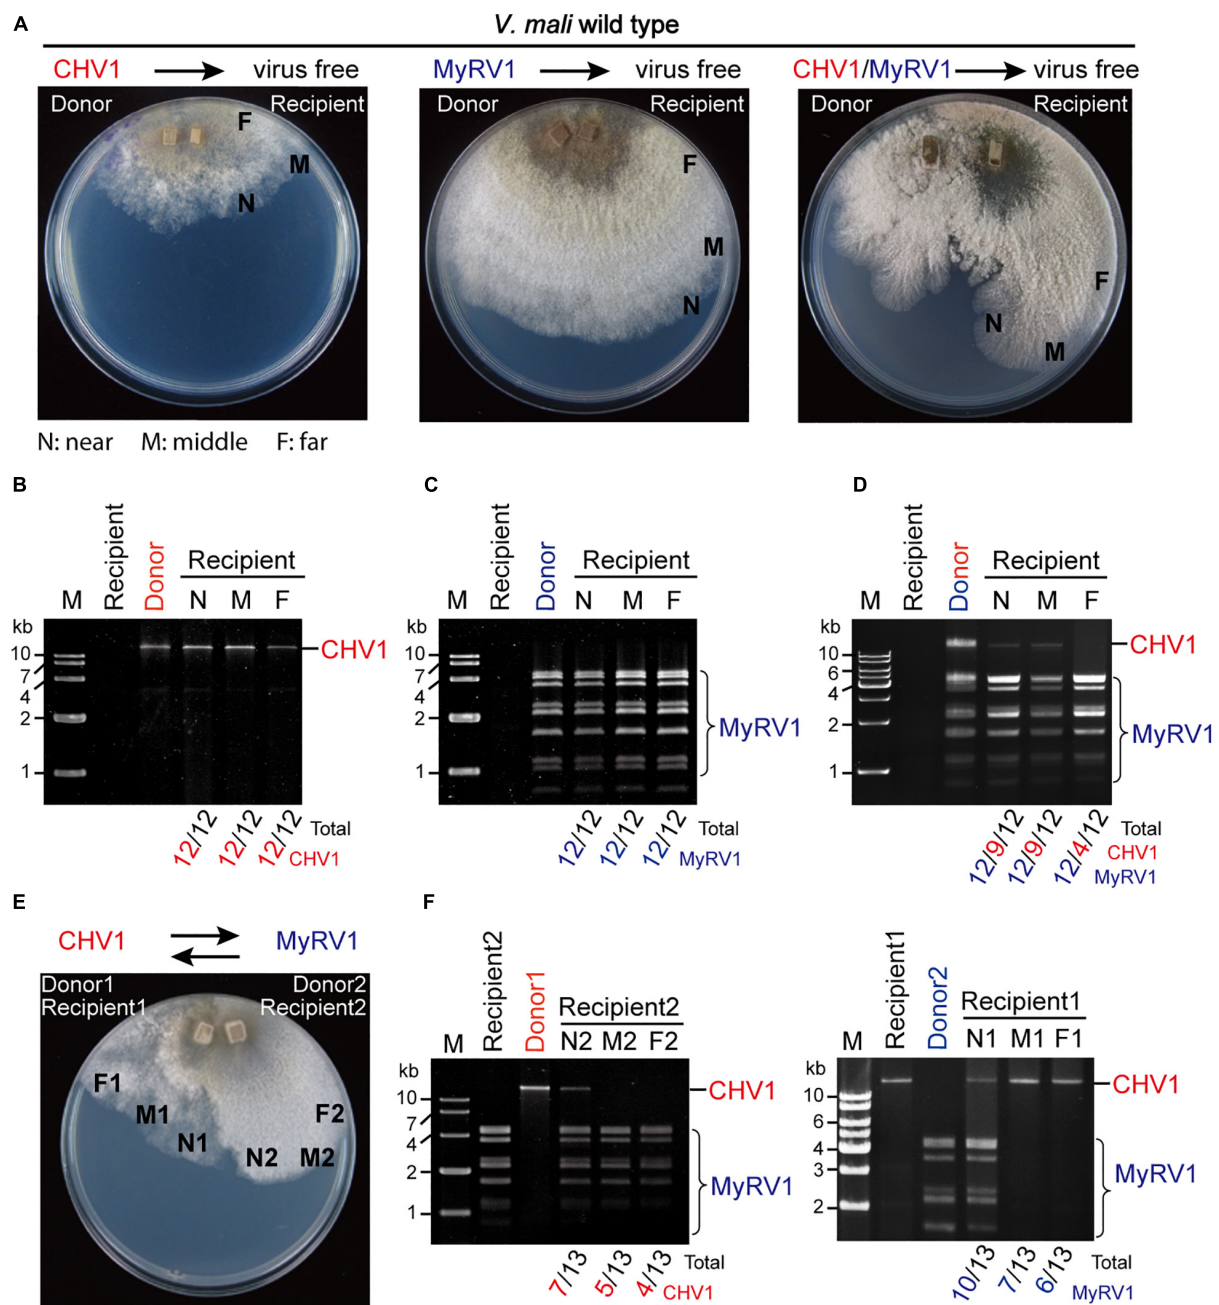 A
V. mali wild type
CHV1 virus free
MyRV1 virus free
CHV1/MyRV1 virus free
Donor Recipient
F
M
N
Donor Recipient
F
M
N
Donor Recipient
F
N
M
N: near M: middle F: far
B
Recipient
Donor
Recipient
M N M F
kb
10
7
4
2
1
CHV1
12/12 12/12 12/12 Total
CHV1
C
Recipient
Donor
Recipient
M N M F
kb
10
7
4
2
1
MyRV1
12/12 12/12 12/12 Total
MyRV1
D
Recipient
Donor
Recipient
M N M F
kb
10
6
4
2
1
CHV1
MyRV1
12/9/12 12/9/12 12/4/12 Total
CHV1
MyRV1
E
CHV1 MyRV1
Donor1 Donor2
Recipient1 Recipient2
F1
M1
N1
F2
N2 M2
F
Recipient2
Donor1
Recipient2
M N2 M2 F2
kb
10
7
4
2
1
CHV1
MyRV1
7/13 5/13 4/13 Total
CHV1
Recipient1
Donor2
Recipient1
M N1 M1 F1
kb
10
6
4
3
2
CHV1
MyRV1
10/13 7/13 6/13 Total
MyRV1